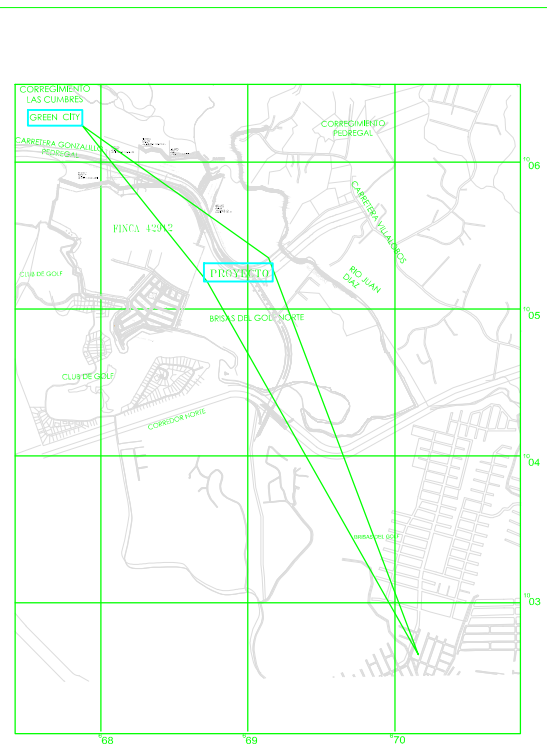 CORREGIMIENTO
LAS CUMBRES
GREEN CITY
CORREGIMIENTO
PEDREGAL
CARRETERA GONZALILLO
PEDREGAL
10 06
CARRETERA VILLALOBOS
FINCA 42912
CLUB DE GOLF
PROYECTO
RIO JUAN
DIAZ
10 05
BRISAS DEL GOLF NORTE
CLUB DE GOLF
CORREDOR NORTE
10 04
BRISAS DEL GOLF
10 03
68
69
70